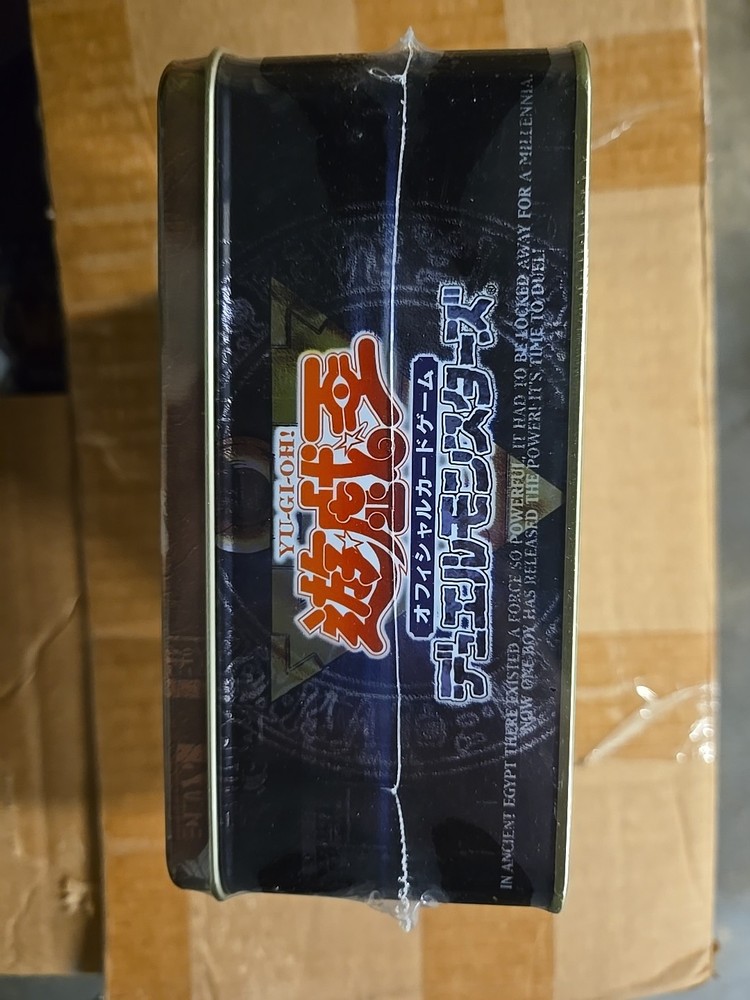 YU-GI-OH!
遊戯王
オフィシャルカードゲーム
デュエルモンスターズ®
IN ANCIENT EGYPT THERE EXISTED A FORCE SO POWERFUL, IT HAD TO BE LOCKED AWAY FOR A MILLENNIA.
NOW ONE BOY, HAS RELEASED THE POWER! IT'S TIME TO DUEL!